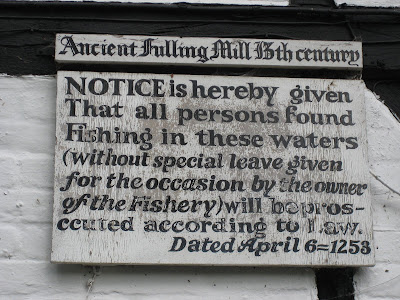 Ancient Fulling Mill 15th century
NOTICE is hereby given
That all persons found
Fishing in these waters
(without special leave given
for the occasion by the owner
of the Fishery) will be pros-
ecuted according to Law.
Dated April 6=1253